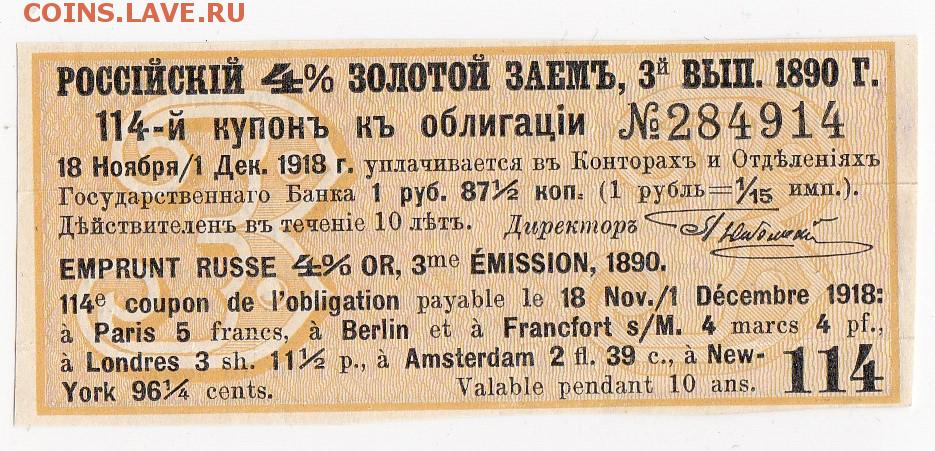 COINS.LAVE.RU
РОССІЙСКІЙ 4% ЗОЛОТОЙ ЗАЕМЪ, 3й ВЫП. 1890 Г.
114-й купонъ къ облигаціи №284914
18 Ноября/1 Дек. 1918 г. уплачивается въ Конторахъ и Отдѣленіяхъ
Государственнаго Банка 1 руб. 87½ коп. (1 рубль=1/15 имп.).
Дѣйствителенъ въ теченіе 10 лѣтъ. Директоръ
EMPRUNT RUSSE 4% OR, 3me ÉMISSION, 1890.
114e coupon de l'obligation payable le 18 Nov./1 Décembre 1918:
à Paris 5 francs, à Berlin et à Francfort s/M. 4 marcs 4 pf.,
à Londres 3 sh. 11½ p., à Amsterdam 2 fl. 39 c., à New-
York 96¼ cents. Valable pendant 10 ans. 114